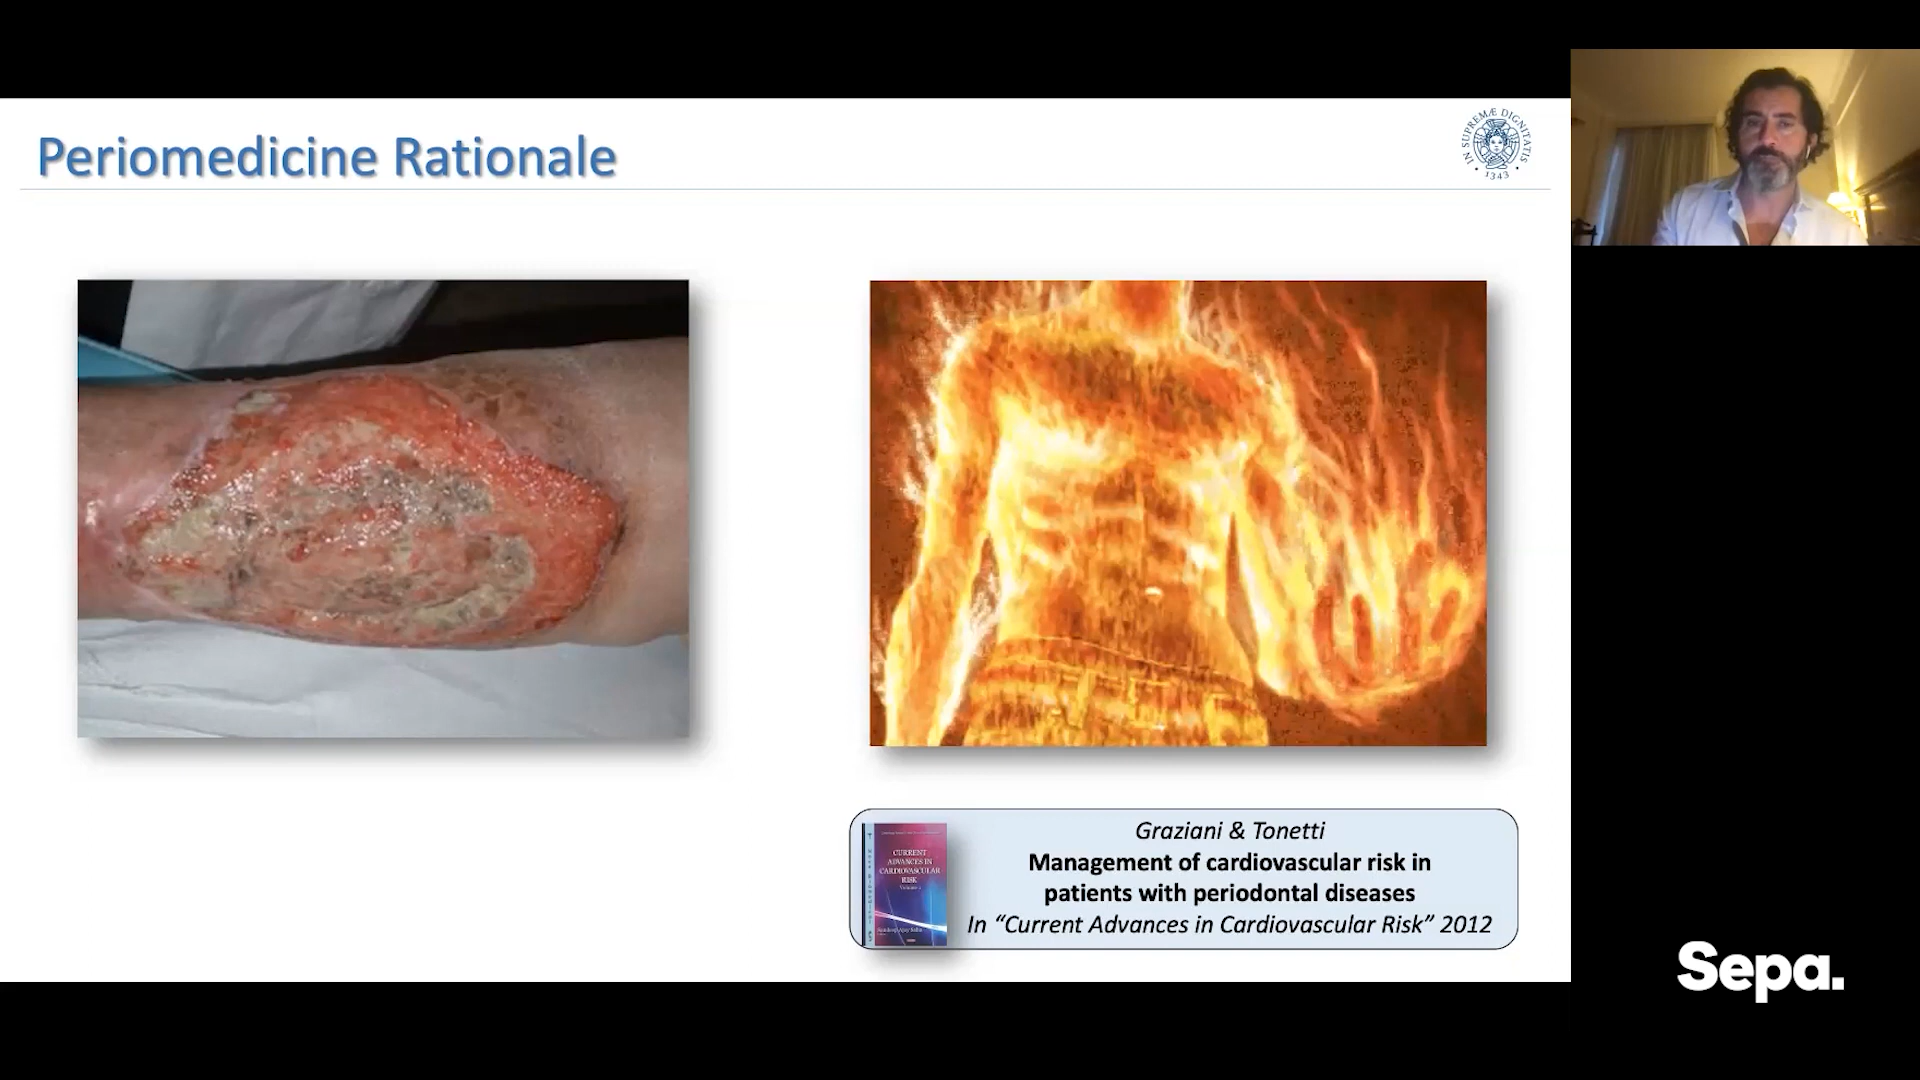 Periomedicine Rationale
IN SUPREMÆ DIGNITATIS
1343
Graziani & Tonetti
Management of cardiovascular risk in
patients with periodontal diseases
In “Current Advances in Cardiovascular Risk” 2012
CURRENT
ADVANCES IN
CARDIOVASCULAR
RISK
Volume
Sepa.